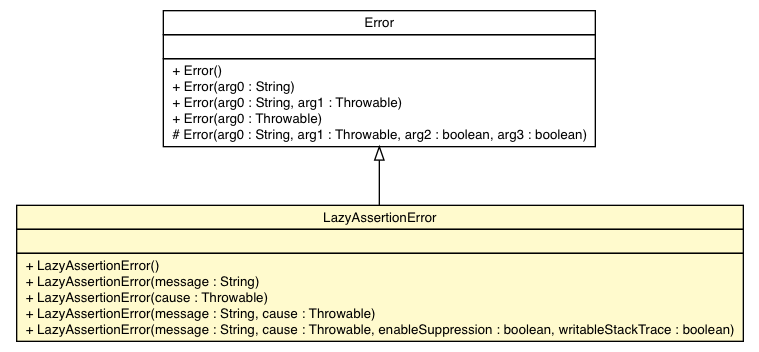 Error
+ Error()
+ Error(arg0 : String)
+ Error(arg0 : String, arg1 : Throwable)
+ Error(arg0 : Throwable)
# Error(arg0 : String, arg1 : Throwable, arg2 : boolean, arg3 : boolean)
LazyAssertionError
+ LazyAssertionError()
+ LazyAssertionError(message : String)
+ LazyAssertionError(cause : Throwable)
+ LazyAssertionError(message : String, cause : Throwable)
+ LazyAssertionError(message : String, cause : Throwable, enableSuppression : boolean, writableStackTrace : boolean)